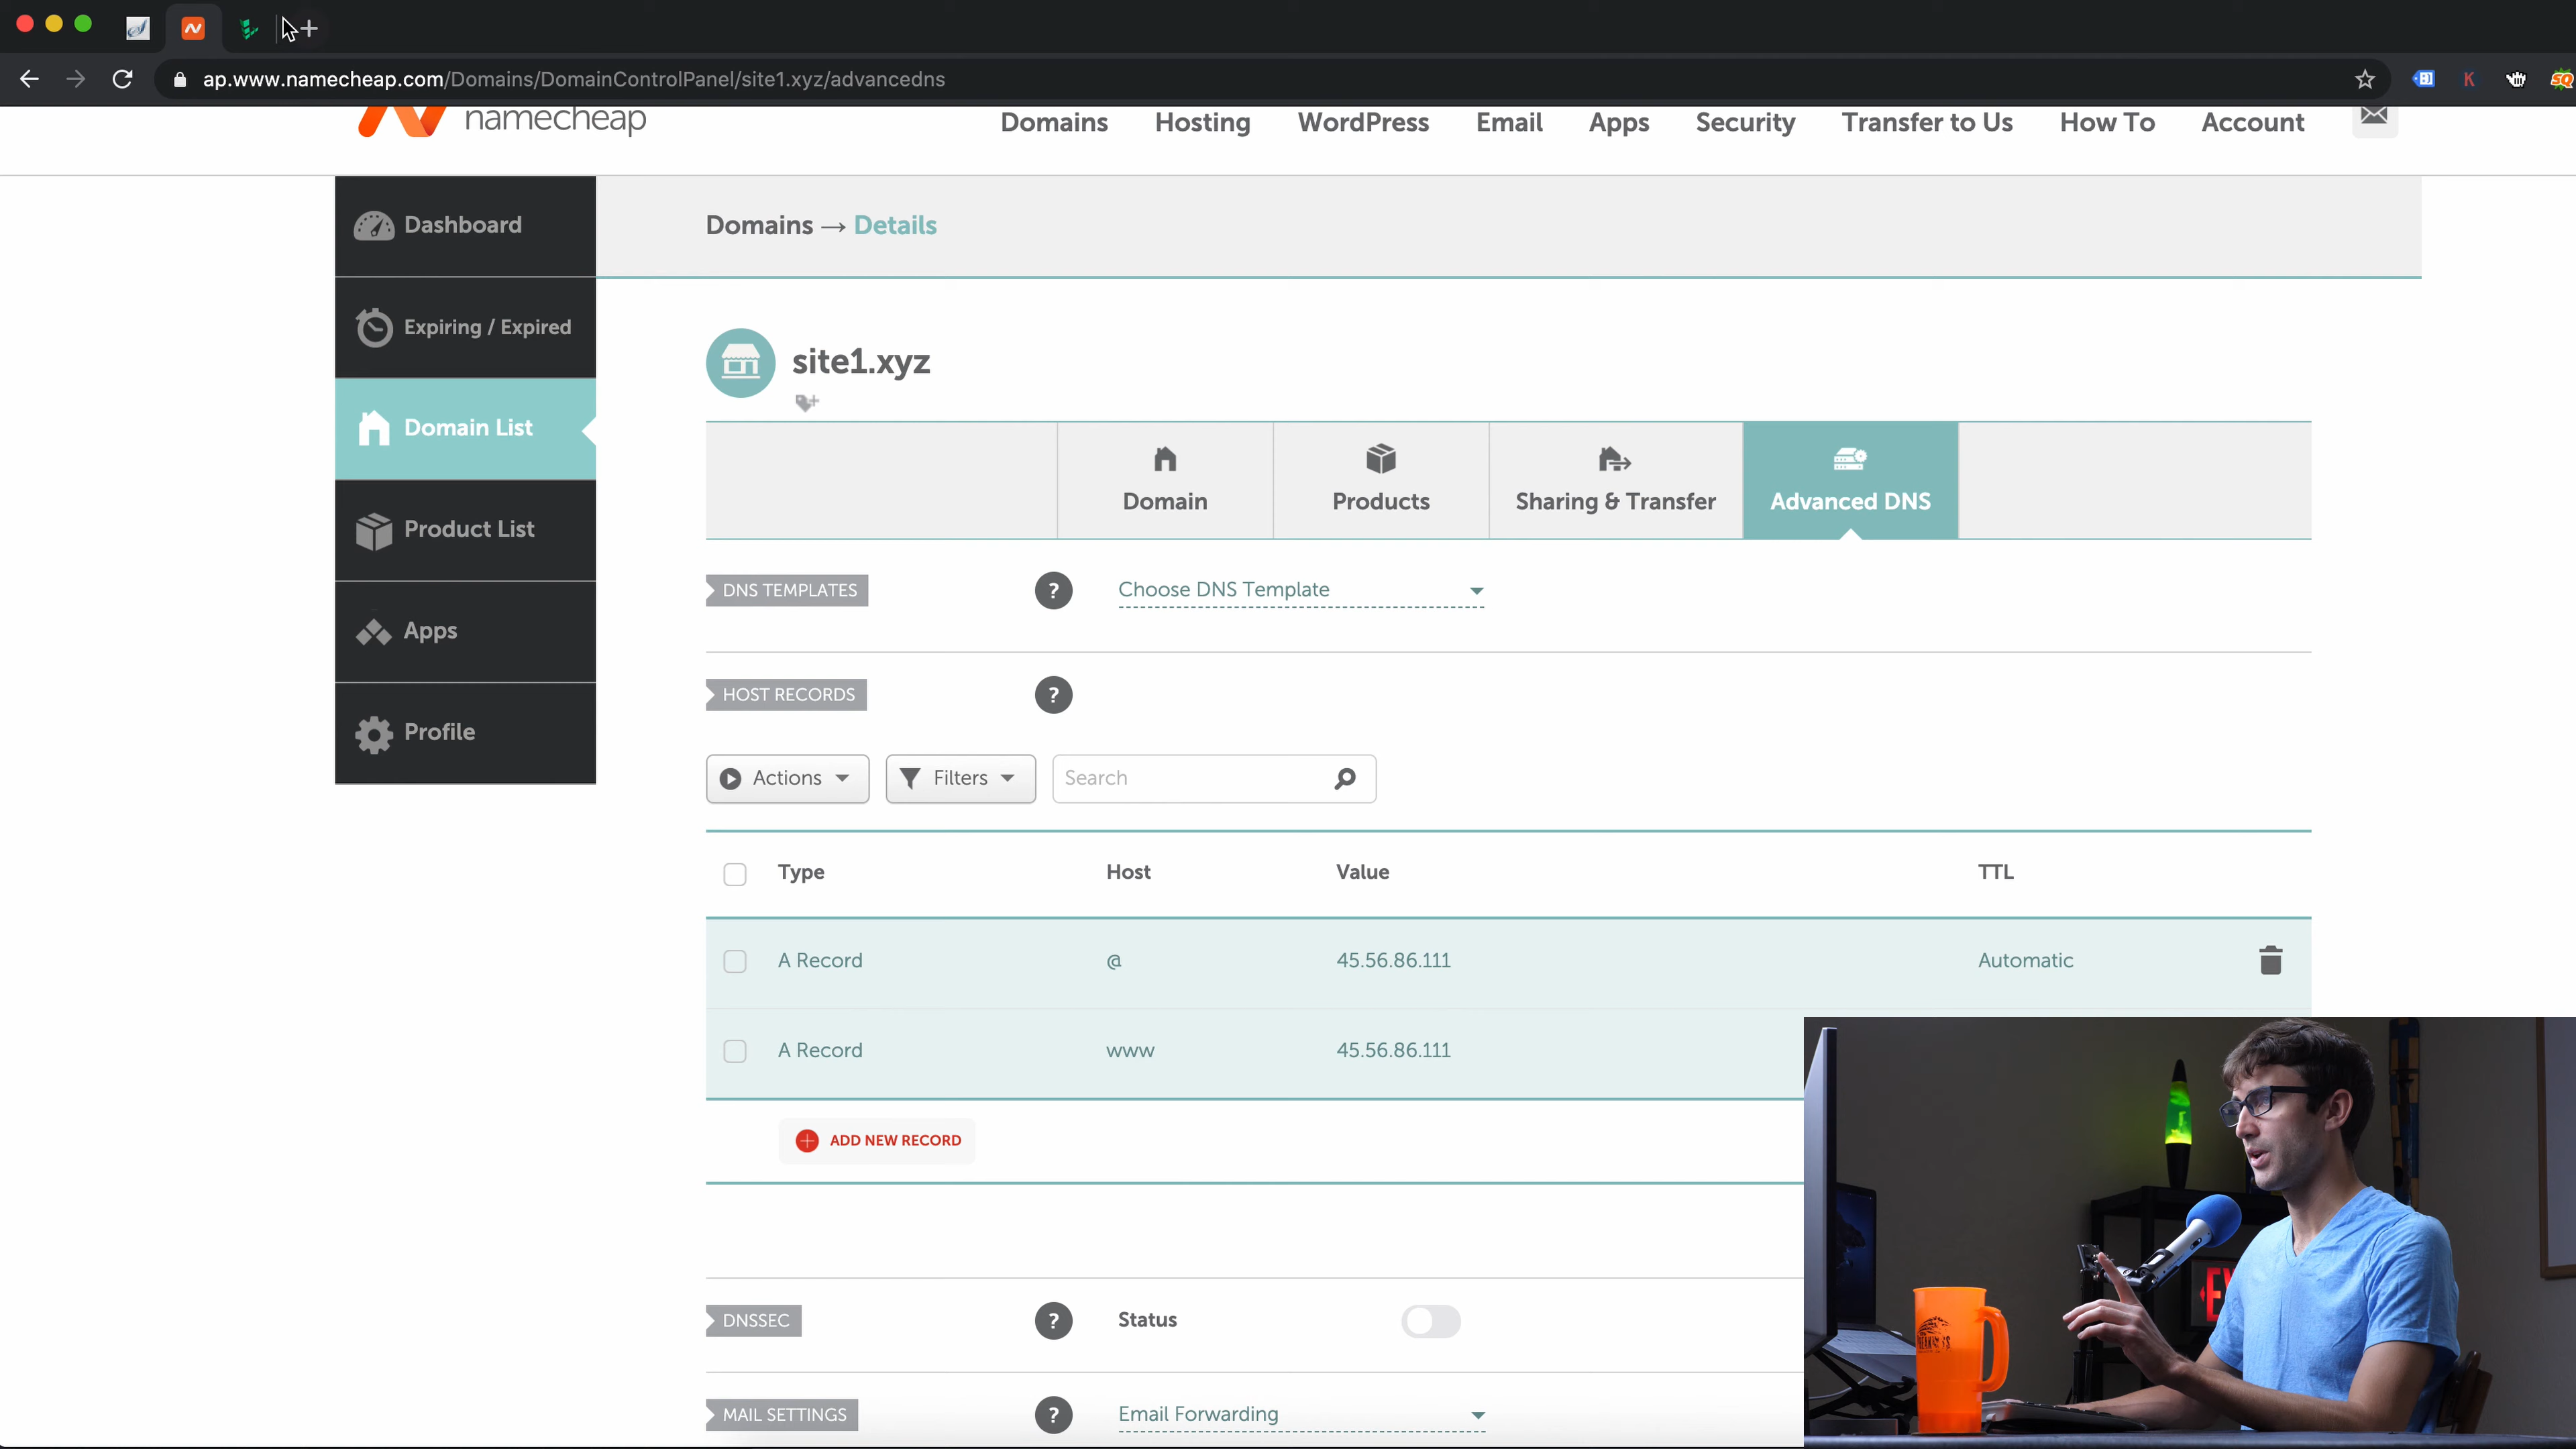 ap.www.namecheap.com/Domains/DomainControlPanel/site1.xyz/advancedns
K
SQ
namecheap
Domains Hosting WordPress Email Apps Security Transfer to Us How To Account
Dashboard
Expiring / Expired
Domain List
Product List
Apps
Profile
Domains → Details
site1.xyz
Domain Products Sharing & Transfer Advanced DNS
DNS TEMPLATES ? Choose DNS Template
HOST RECORDS ?
Actions Filters Search
Type Host Value TTL
A Record @ 45.56.86.111 Automatic
A Record www 45.56.86.111
+ ADD NEW RECORD
DNSSEC ? Status
MAIL SETTINGS ? Email Forwarding